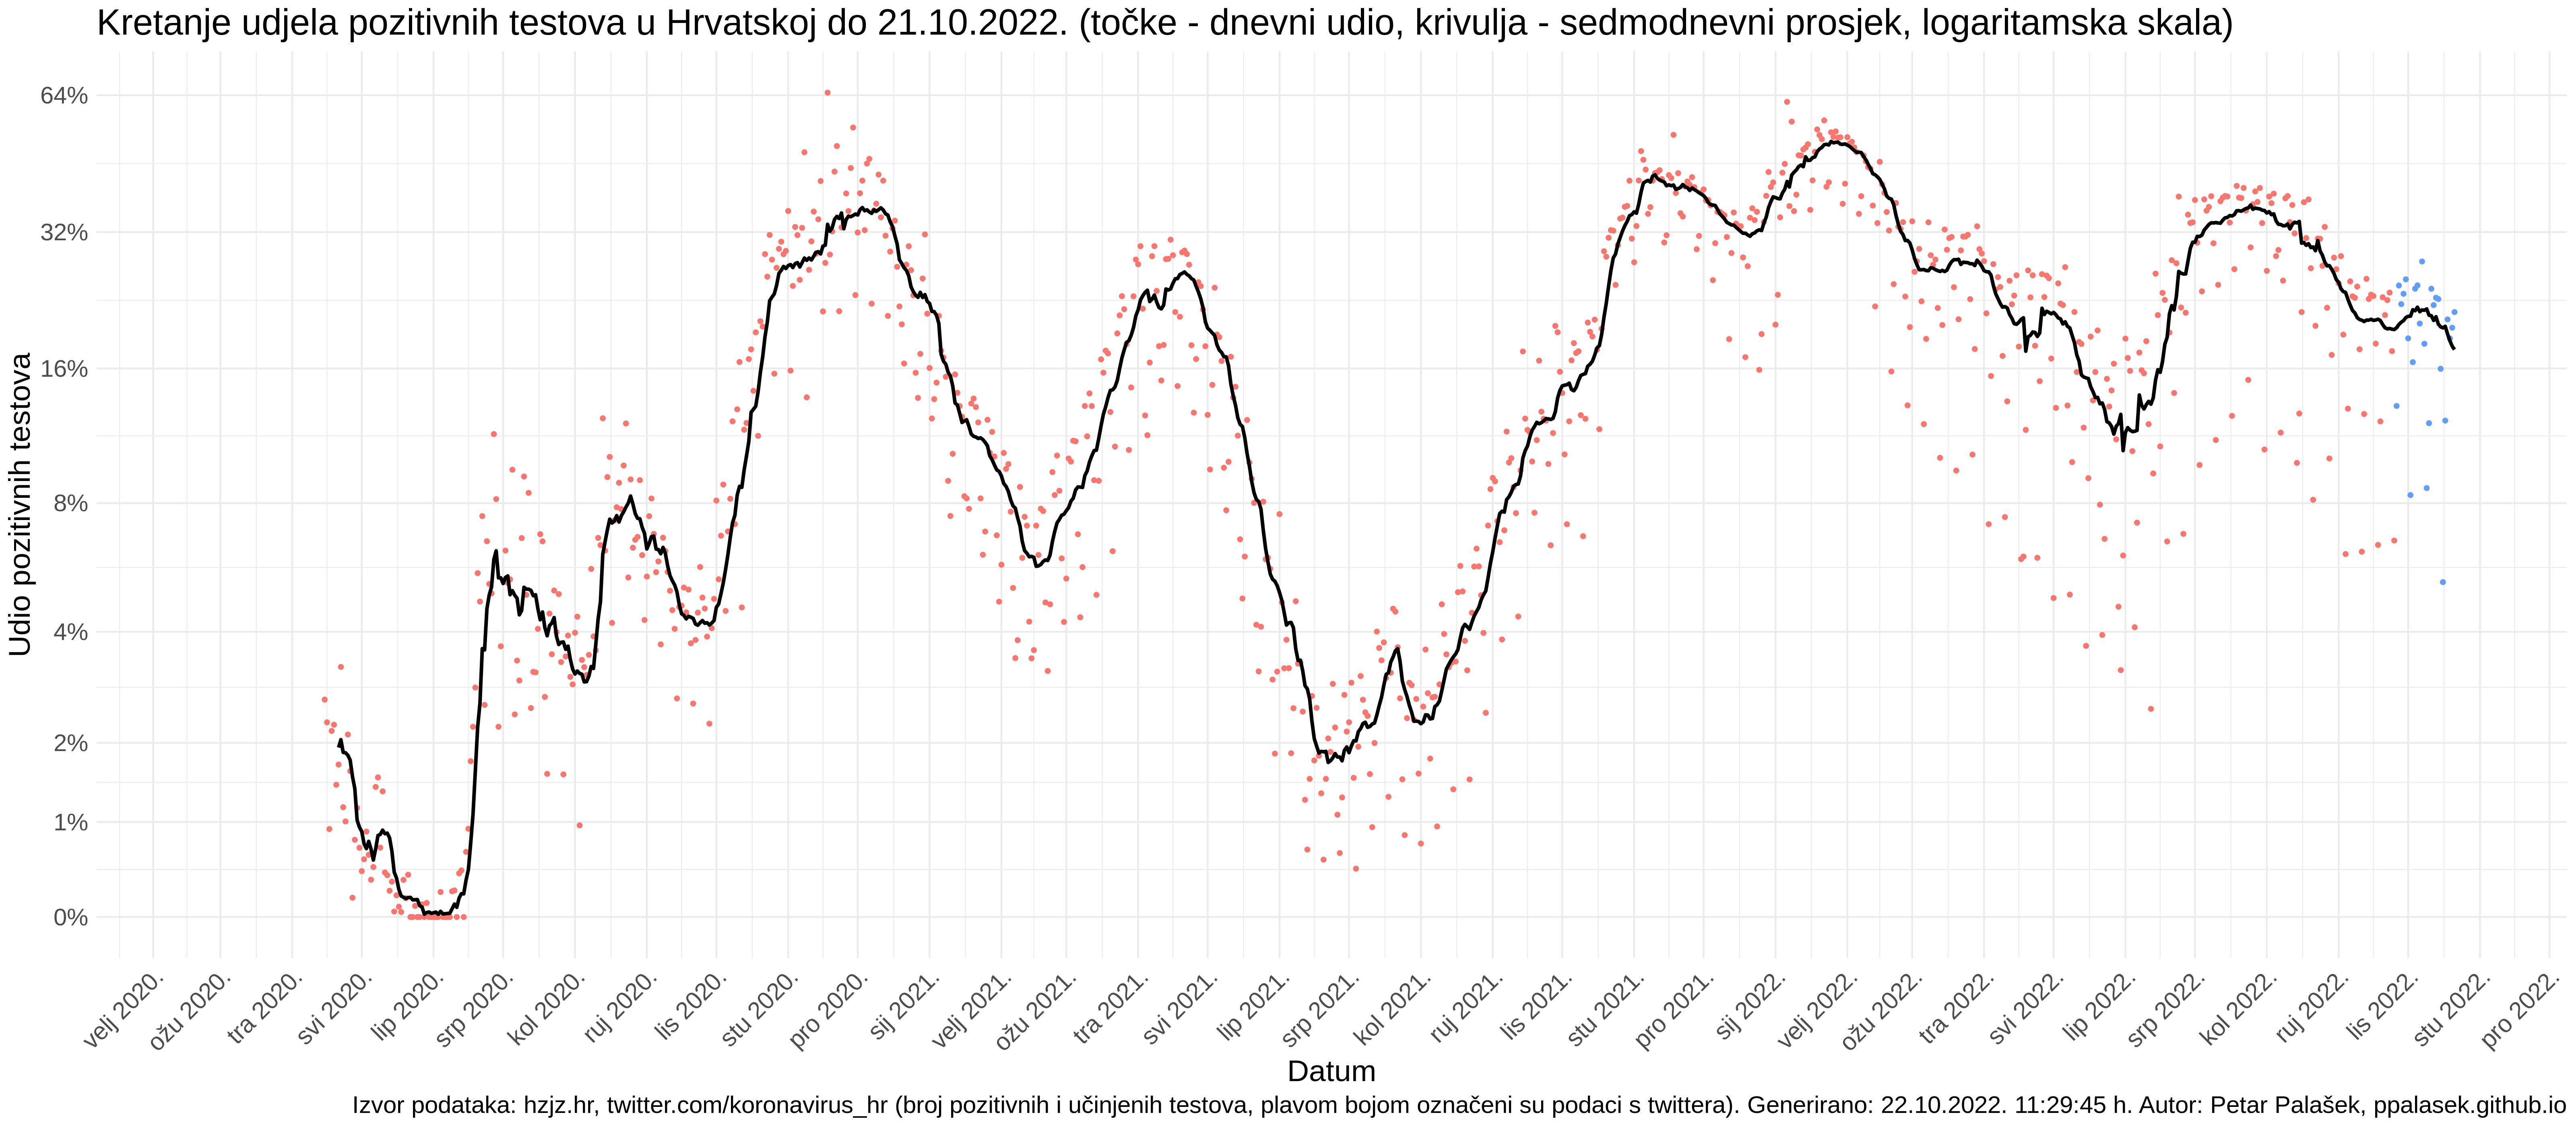 Kretanje udjela pozitivnih testova u Hrvatskoj do 21.10.2022. (točke - dnevni udio, krivulja - sedmodnevni prosjek, logaritamska skala)
Udio pozitivnih testova
64%
32%
16%
8%
4%
2%
1%
0%
velj 2020.
ožu 2020.
tra 2020.
svi 2020.
lip 2020.
srp 2020.
kol 2020.
ruj 2020.
lis 2020.
stu 2020.
pro 2020.
sij 2021.
velj 2021.
ožu 2021.
tra 2021.
svi 2021.
lip 2021.
srp 2021.
kol 2021.
ruj 2021.
lis 2021.
stu 2021.
pro 2021.
sij 2022.
velj 2022.
ožu 2022.
tra 2022.
svi 2022.
lip 2022.
srp 2022.
kol 2022.
ruj 2022.
lis 2022.
stu 2022.
pro 2022.
Datum
Izvor podataka: hzjz.hr, twitter.com/koronavirus_hr (broj pozitivnih i učinjenih testova, plavom bojom označeni su podaci s twittera). Generirano: 22.10.2022. 11:29:45 h. Autor: Petar Palašek, ppalasek.github.io